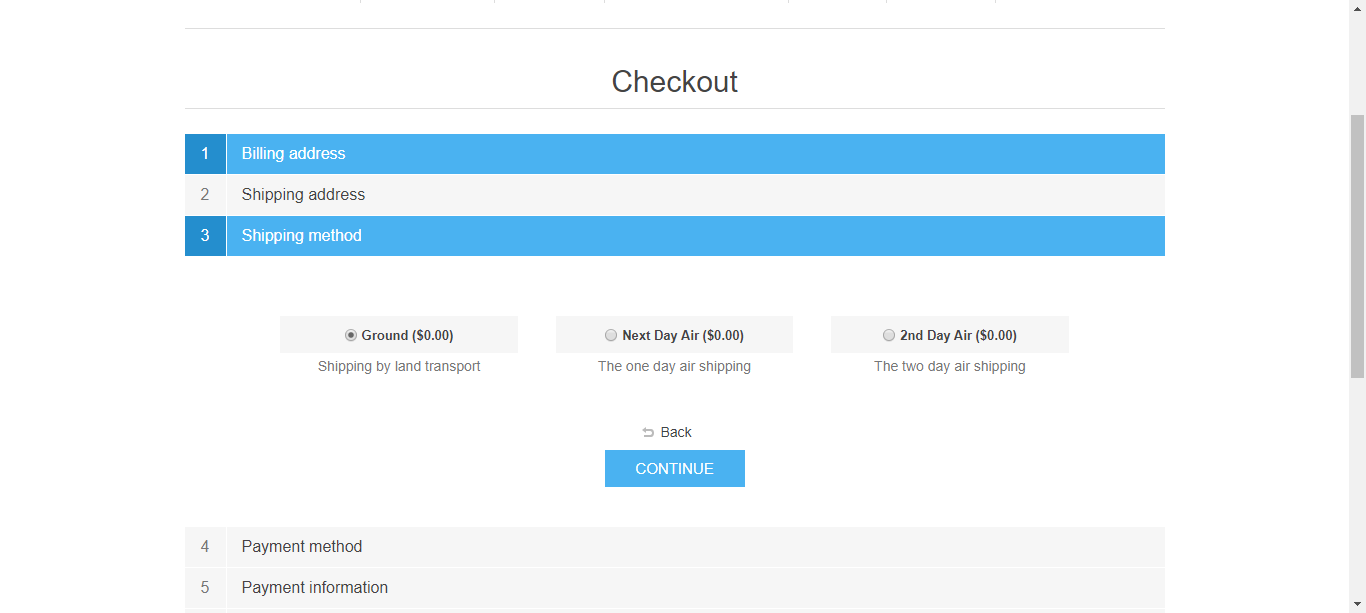 Checkout
1 Billing address
2 Shipping address
3 Shipping method
Ground ($0.00) Next Day Air ($0.00) 2nd Day Air ($0.00)
Shipping by land transport The one day air shipping The two day air shipping
Back
CONTINUE
4 Payment method
5 Payment information